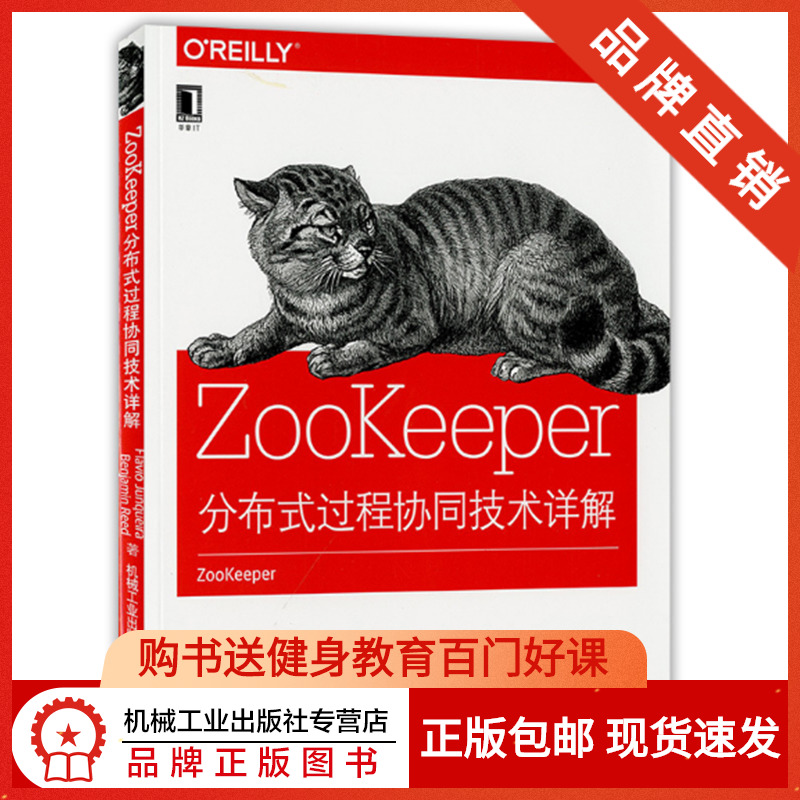 O'REILLY®
华章IT
品牌直销
ZooKeeper分布式过程协同技术详解
Flavio Junqueira
Benjamin Reed
著
机械工业出
ZooKeeper
分布式过程协同技术详解
ZooKeeper
购书送健身教育百门好课
机械工业出版社专营店
品牌正版图书
正版包邮 现货速发